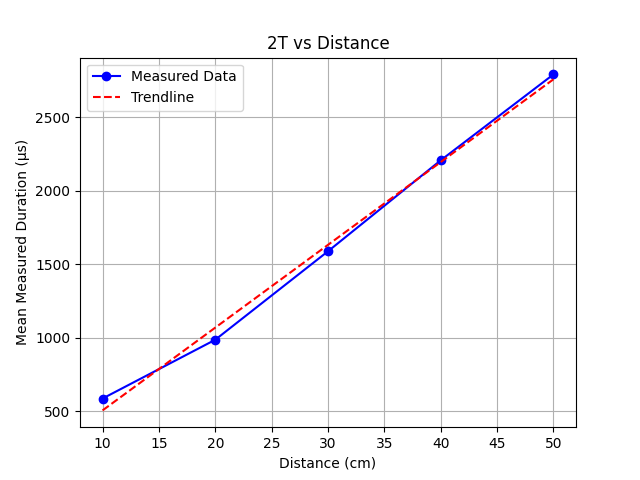 2T vs Distance
Measured Data
Trendline
Mean Measured Duration (μs)
2500
2000
1500
1000
500
10 15 20 25 30 35 40 45 50
Distance (cm)